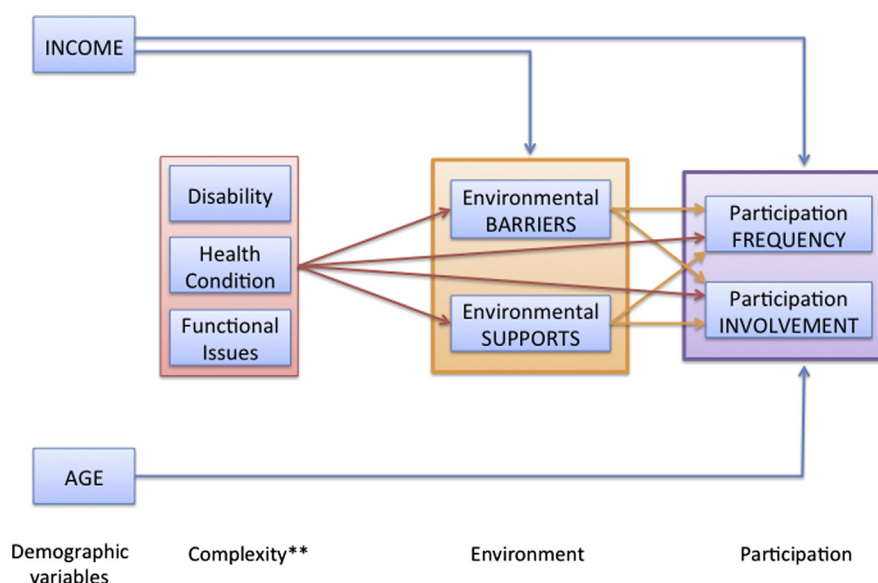 INCOME
Disability
Health
Condition
Functional
Issues
Environmental
BARRIERS
Environmental
SUPPORTS
Participation
FREQUENCY
Participation
INVOLVEMENT
AGE
Demographic
variables
Complexity**
Environment
Participation